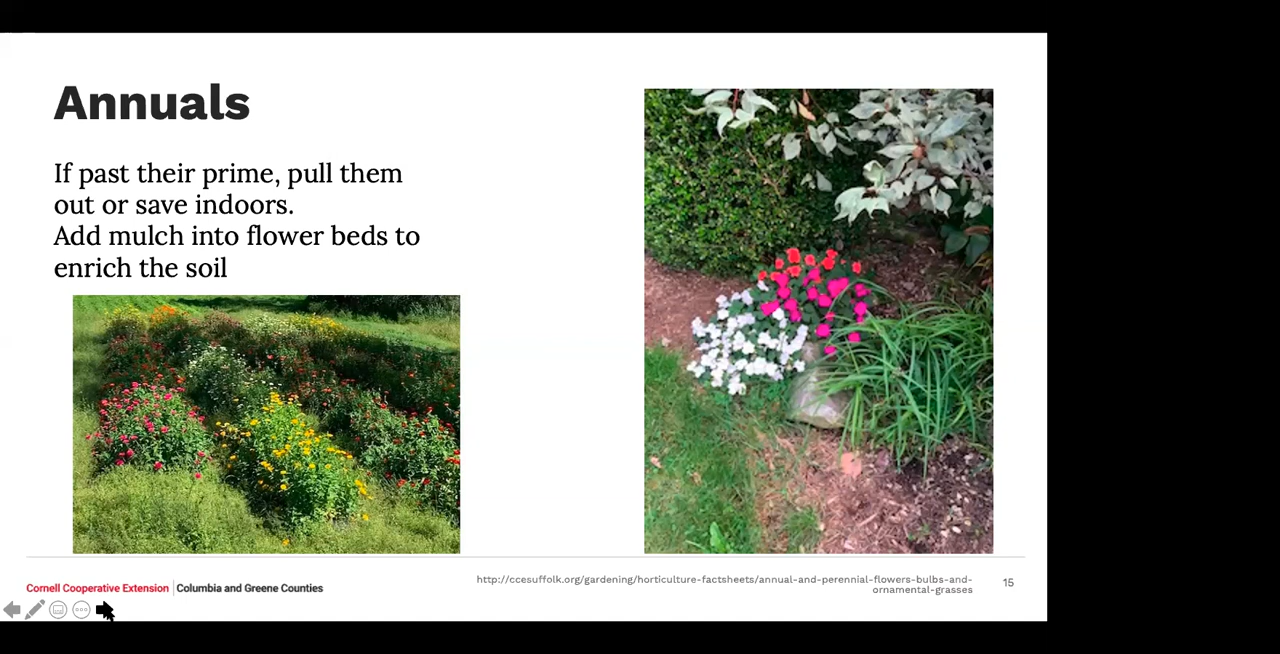 Annuals
If past their prime, pull them
out or save indoors.
Add mulch into flower beds to
enrich the soil
http://ccesuffolk.org/gardening/horticulture-factsheets/annual-and-perennial-flowers-bulbs-and-
ornamental-grasses
15
Cornell Cooperative Extension | Columbia and Greene Counties